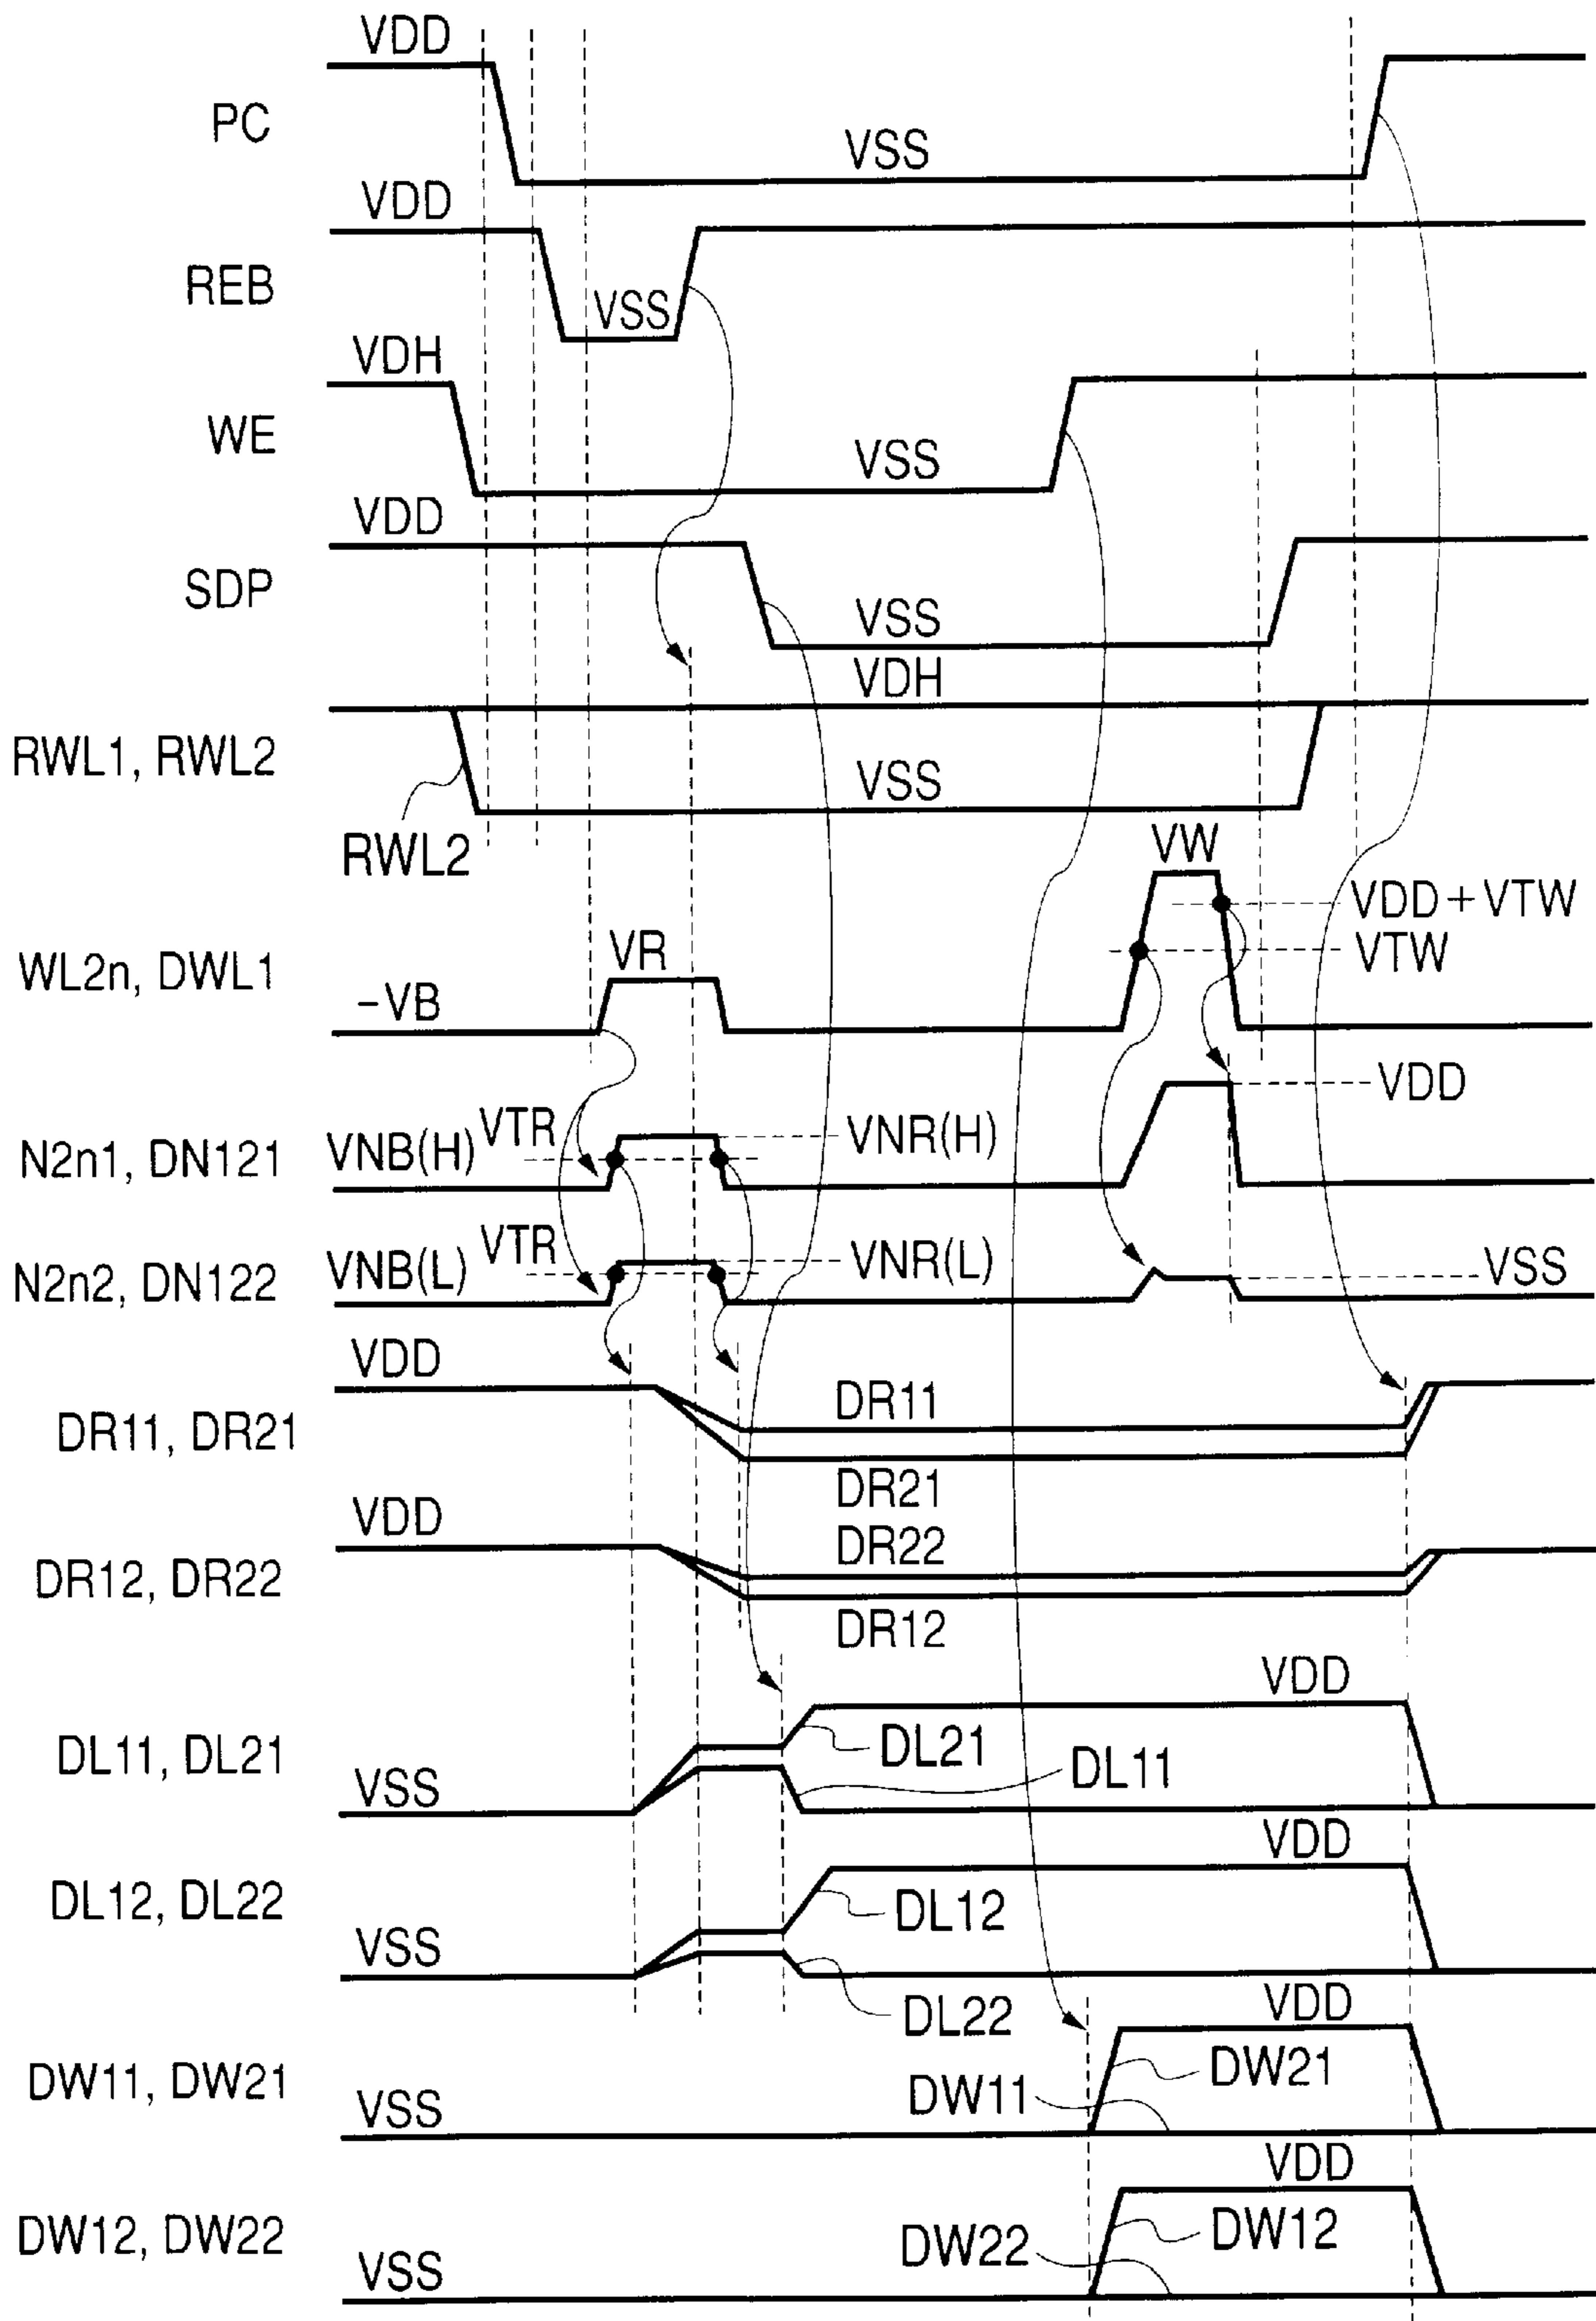 VDD
PC
VSS
VDD
REB
VSS
VDH
WE
VSS
VDD
SDP
VSS
VDH
RWL1, RWL2
VSS
RWL2
VW
VDD+VTW
VR
VTW
WL2n, DWL1
-VB
VDD
VTR
VNR(H)
N2n1, DN121
VNB(H)
VTR
VNR(L)
N2n2, DN122
VNB(L)
VSS
VDD
DR11
DR11, DR21
DR21
VDD
DR22
DR12, DR22
DR12
VDD
DL11, DL21
DL21
DL11
VSS
VDD
DL12, DL22
DL12
VSS
DL22
VDD
DW11, DW21
DW21
DW11
VSS
VDD
DW12, DW22
DW12
DW22
VSS